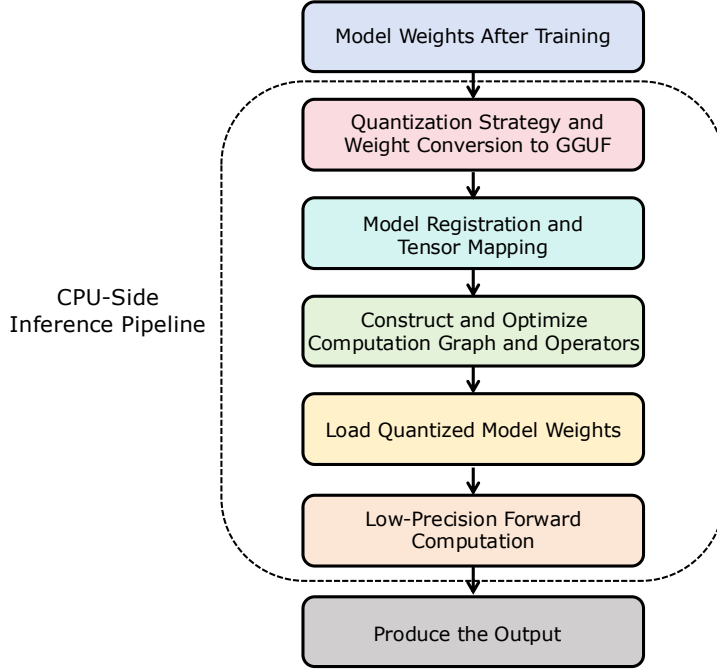 Model Weights After Training
Quantization Strategy and
Weight Conversion to GGUF
Model Registration and
Tensor Mapping
CPU-Side
Inference Pipeline
Construct and Optimize
Computation Graph and Operators
Load Quantized Model Weights
Low-Precision Forward
Computation
Produce the Output